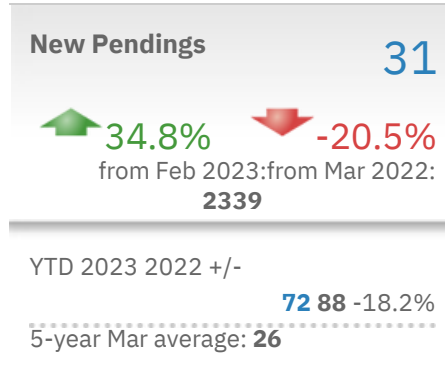 New Pendings
31
34.8% -20.5%
from Feb 2023:from Mar 2022:
2339
YTD 2023 2022 +/-
72 88 -18.2%
5-year Mar average: 26